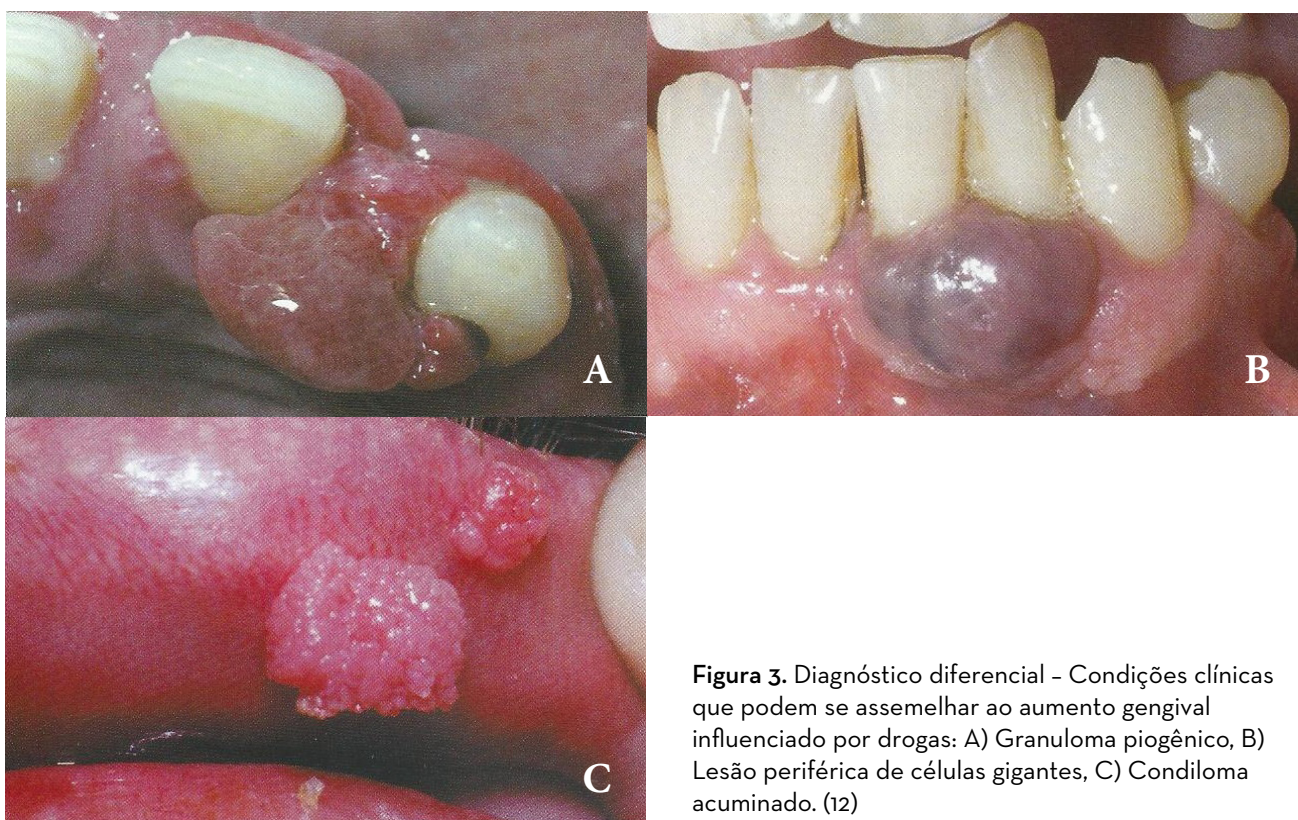 A
B
C
Figura 3. Diagnóstico diferencial – Condições clínicas
que podem se assemelhar ao aumento gengival
influenciado por drogas: A) Granuloma piogênico, B)
Lesão periférica de células gigantes, C) Condiloma
acuminado. (12)